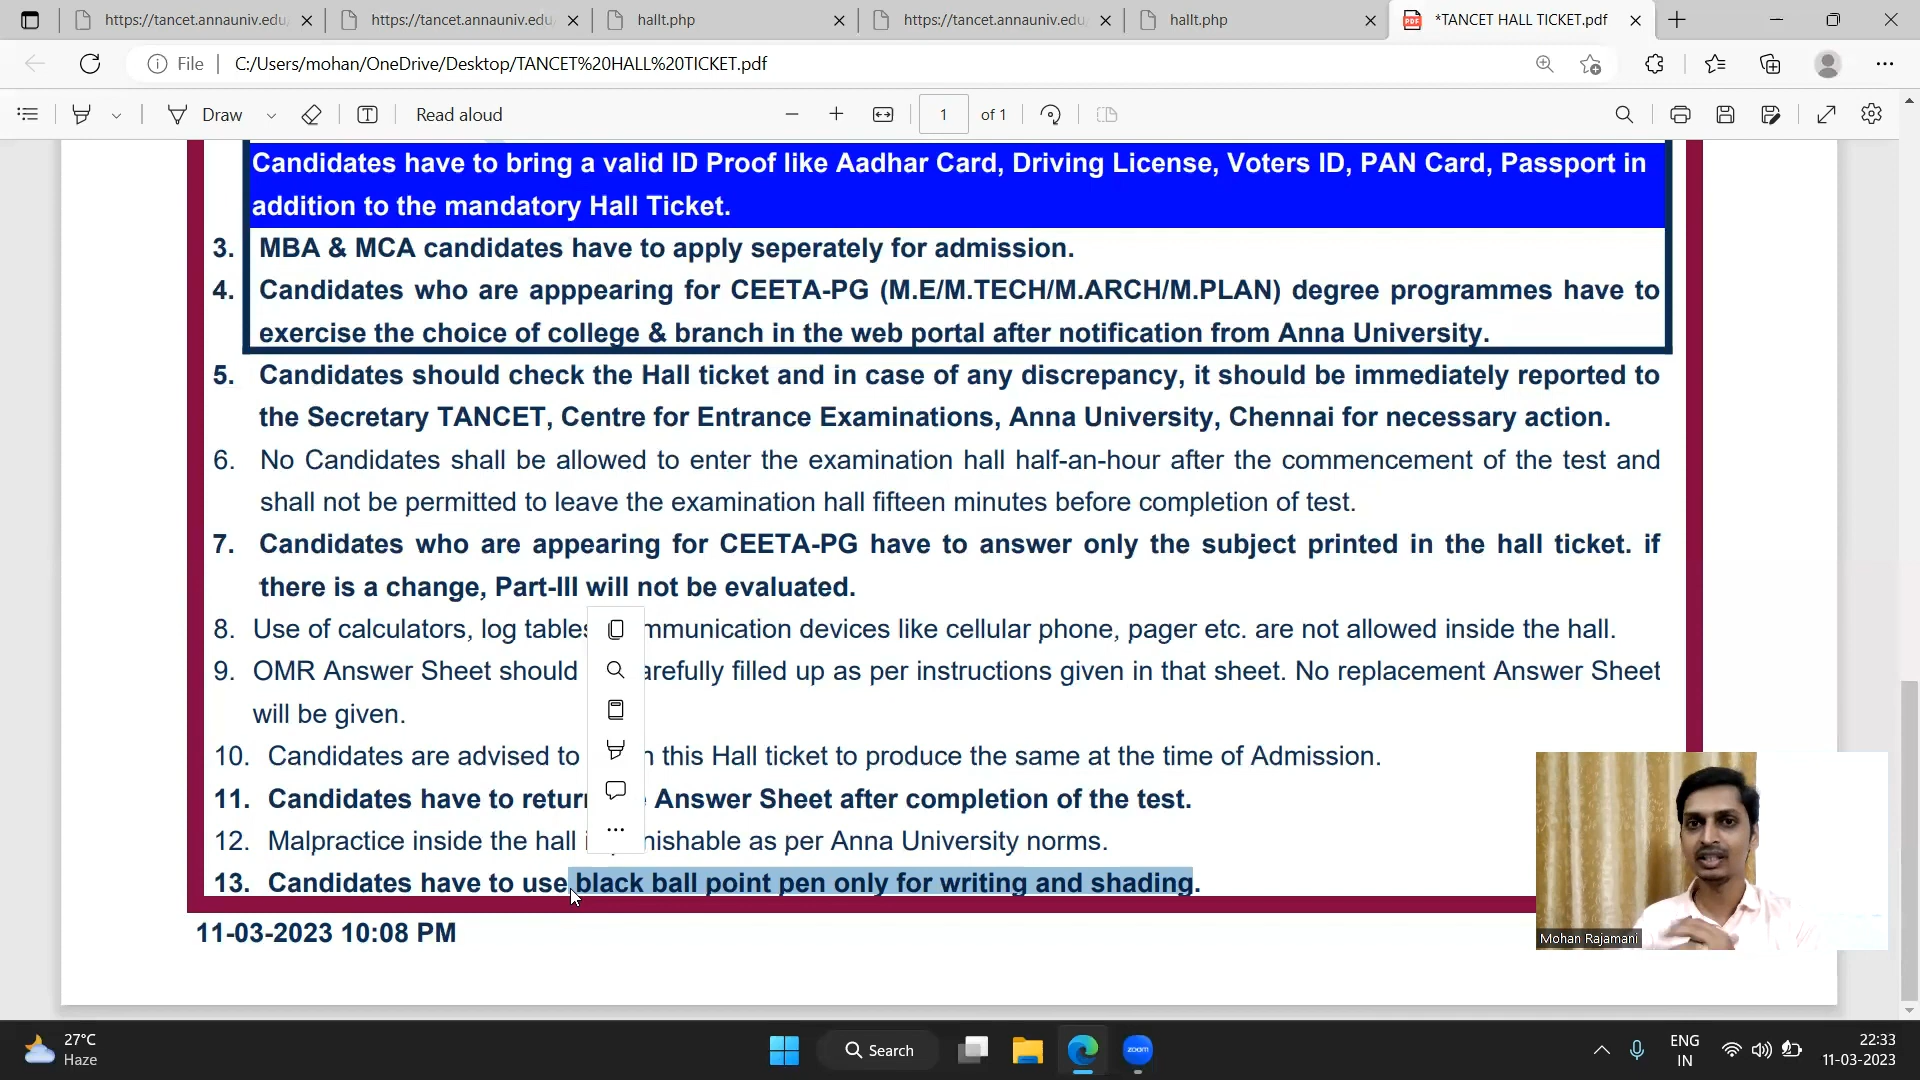 https://tancet.annauniv.edu
https://tancet.annauniv.edu
hallt.php
https://tancet.annauniv.edu
hallt.php
*TANCET HALL TICKET.pdf
File
C:/Users/mohan/OneDrive/Desktop/TANCET%20HALL%20TICKET.pdf
Draw
Read aloud
1
of 1
Candidates have to bring a valid ID Proof like Aadhar Card, Driving License, Voters ID, PAN Card, Passport in
addition to the mandatory Hall Ticket.
3. MBA & MCA candidates have to apply seperately for admission.
4. Candidates who are apppearing for CEETA-PG (M.E/M.TECH/M.ARCH/M.PLAN) degree programmes have to
exercise the choice of college & branch in the web portal after notification from Anna University.
5. Candidates should check the Hall ticket and in case of any discrepancy, it should be immediately reported to
the Secretary TANCET, Centre for Entrance Examinations, Anna University, Chennai for necessary action.
6. No Candidates shall be allowed to enter the examination hall half-an-hour after the commencement of the test and
shall not be permitted to leave the examination hall fifteen minutes before completion of test.
7. Candidates who are appearing for CEETA-PG have to answer only the subject printed in the hall ticket. if
there is a change, Part-III will not be evaluated.
8. Use of calculators, log tables mmunication devices like cellular phone, pager etc. are not allowed inside the hall.
9. OMR Answer Sheet should arefully filled up as per instructions given in that sheet. No replacement Answer Sheet
will be given.
10. Candidates are advised to n this Hall ticket to produce the same at the time of Admission.
11. Candidates have to return Answer Sheet after completion of the test.
12. Malpractice inside the hall nishable as per Anna University norms.
13. Candidates have to use black ball point pen only for writing and shading.
11-03-2023 10:08 PM
Mohan Rajamani
27°C
Haze
Search
zoom
ENG
IN
22:33
11-03-2023